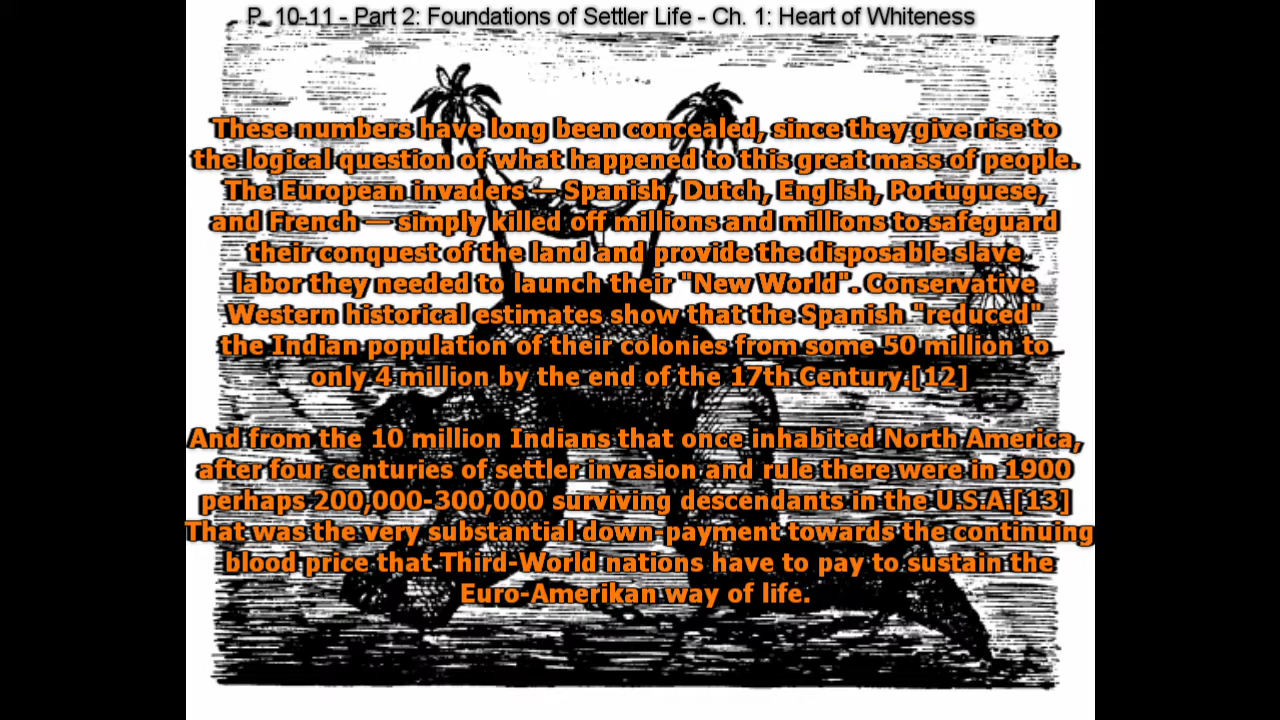 P. 10-11 - Part 2: Foundations of Settler Life - Ch. 1: Heart of Whiteness
These numbers have long been concealed, since they give rise to
the logical question of what happened to this great mass of people.
The European invaders — Spanish, Dutch, English, Portuguese,
and French — simply killed off millions and millions to safeguard
their conquest of the land and provide the disposable slave
labor they needed to launch their "New World". Conservative
Western historical estimates show that the Spanish "reduced"
the Indian population of their colonies from some 50 million to
only 4 million by the end of the 17th Century.[12]
And from the 10 million Indians that once inhabited North America,
after four centuries of settler invasion and rule there were in 1900
perhaps 200,000-300,000 surviving descendants in the U.S.A.[13]
That was the very substantial down-payment towards the continuing
blood price that Third-World nations have to pay to sustain the
Euro-Amerikan way of life.